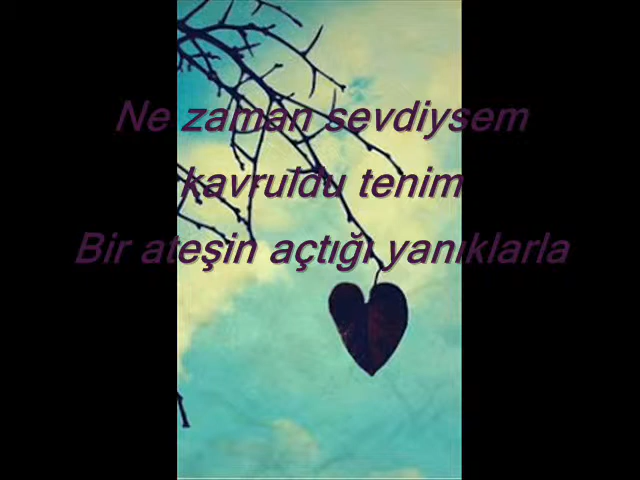 Ne zaman sevdiysem
kavruldu tenim
Bir ateşin açtığı yanıklarla